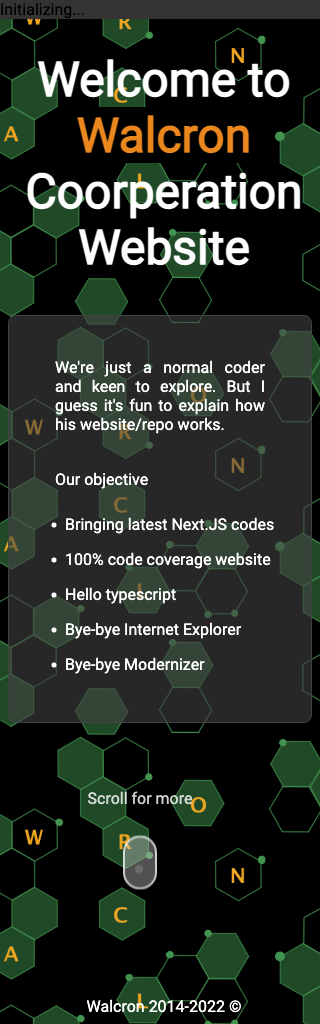 Initializing...
W
R
N
Welcome to
C
A
Walcron
L
Coorperation
Website
We're just a normal coder
and keen to explore. But I
O
guess it's fun to explain how
his website/repo works.
W
R
N
Our objective
C
Bringing latest Next.JS codes
A
100% code coverage website
L
Hello typescript
Bye-bye Internet Explorer
Bye-bye Modernizer
Scroll for more
O
W
R
N
C
A
L
Walcron 2014-2022 ©